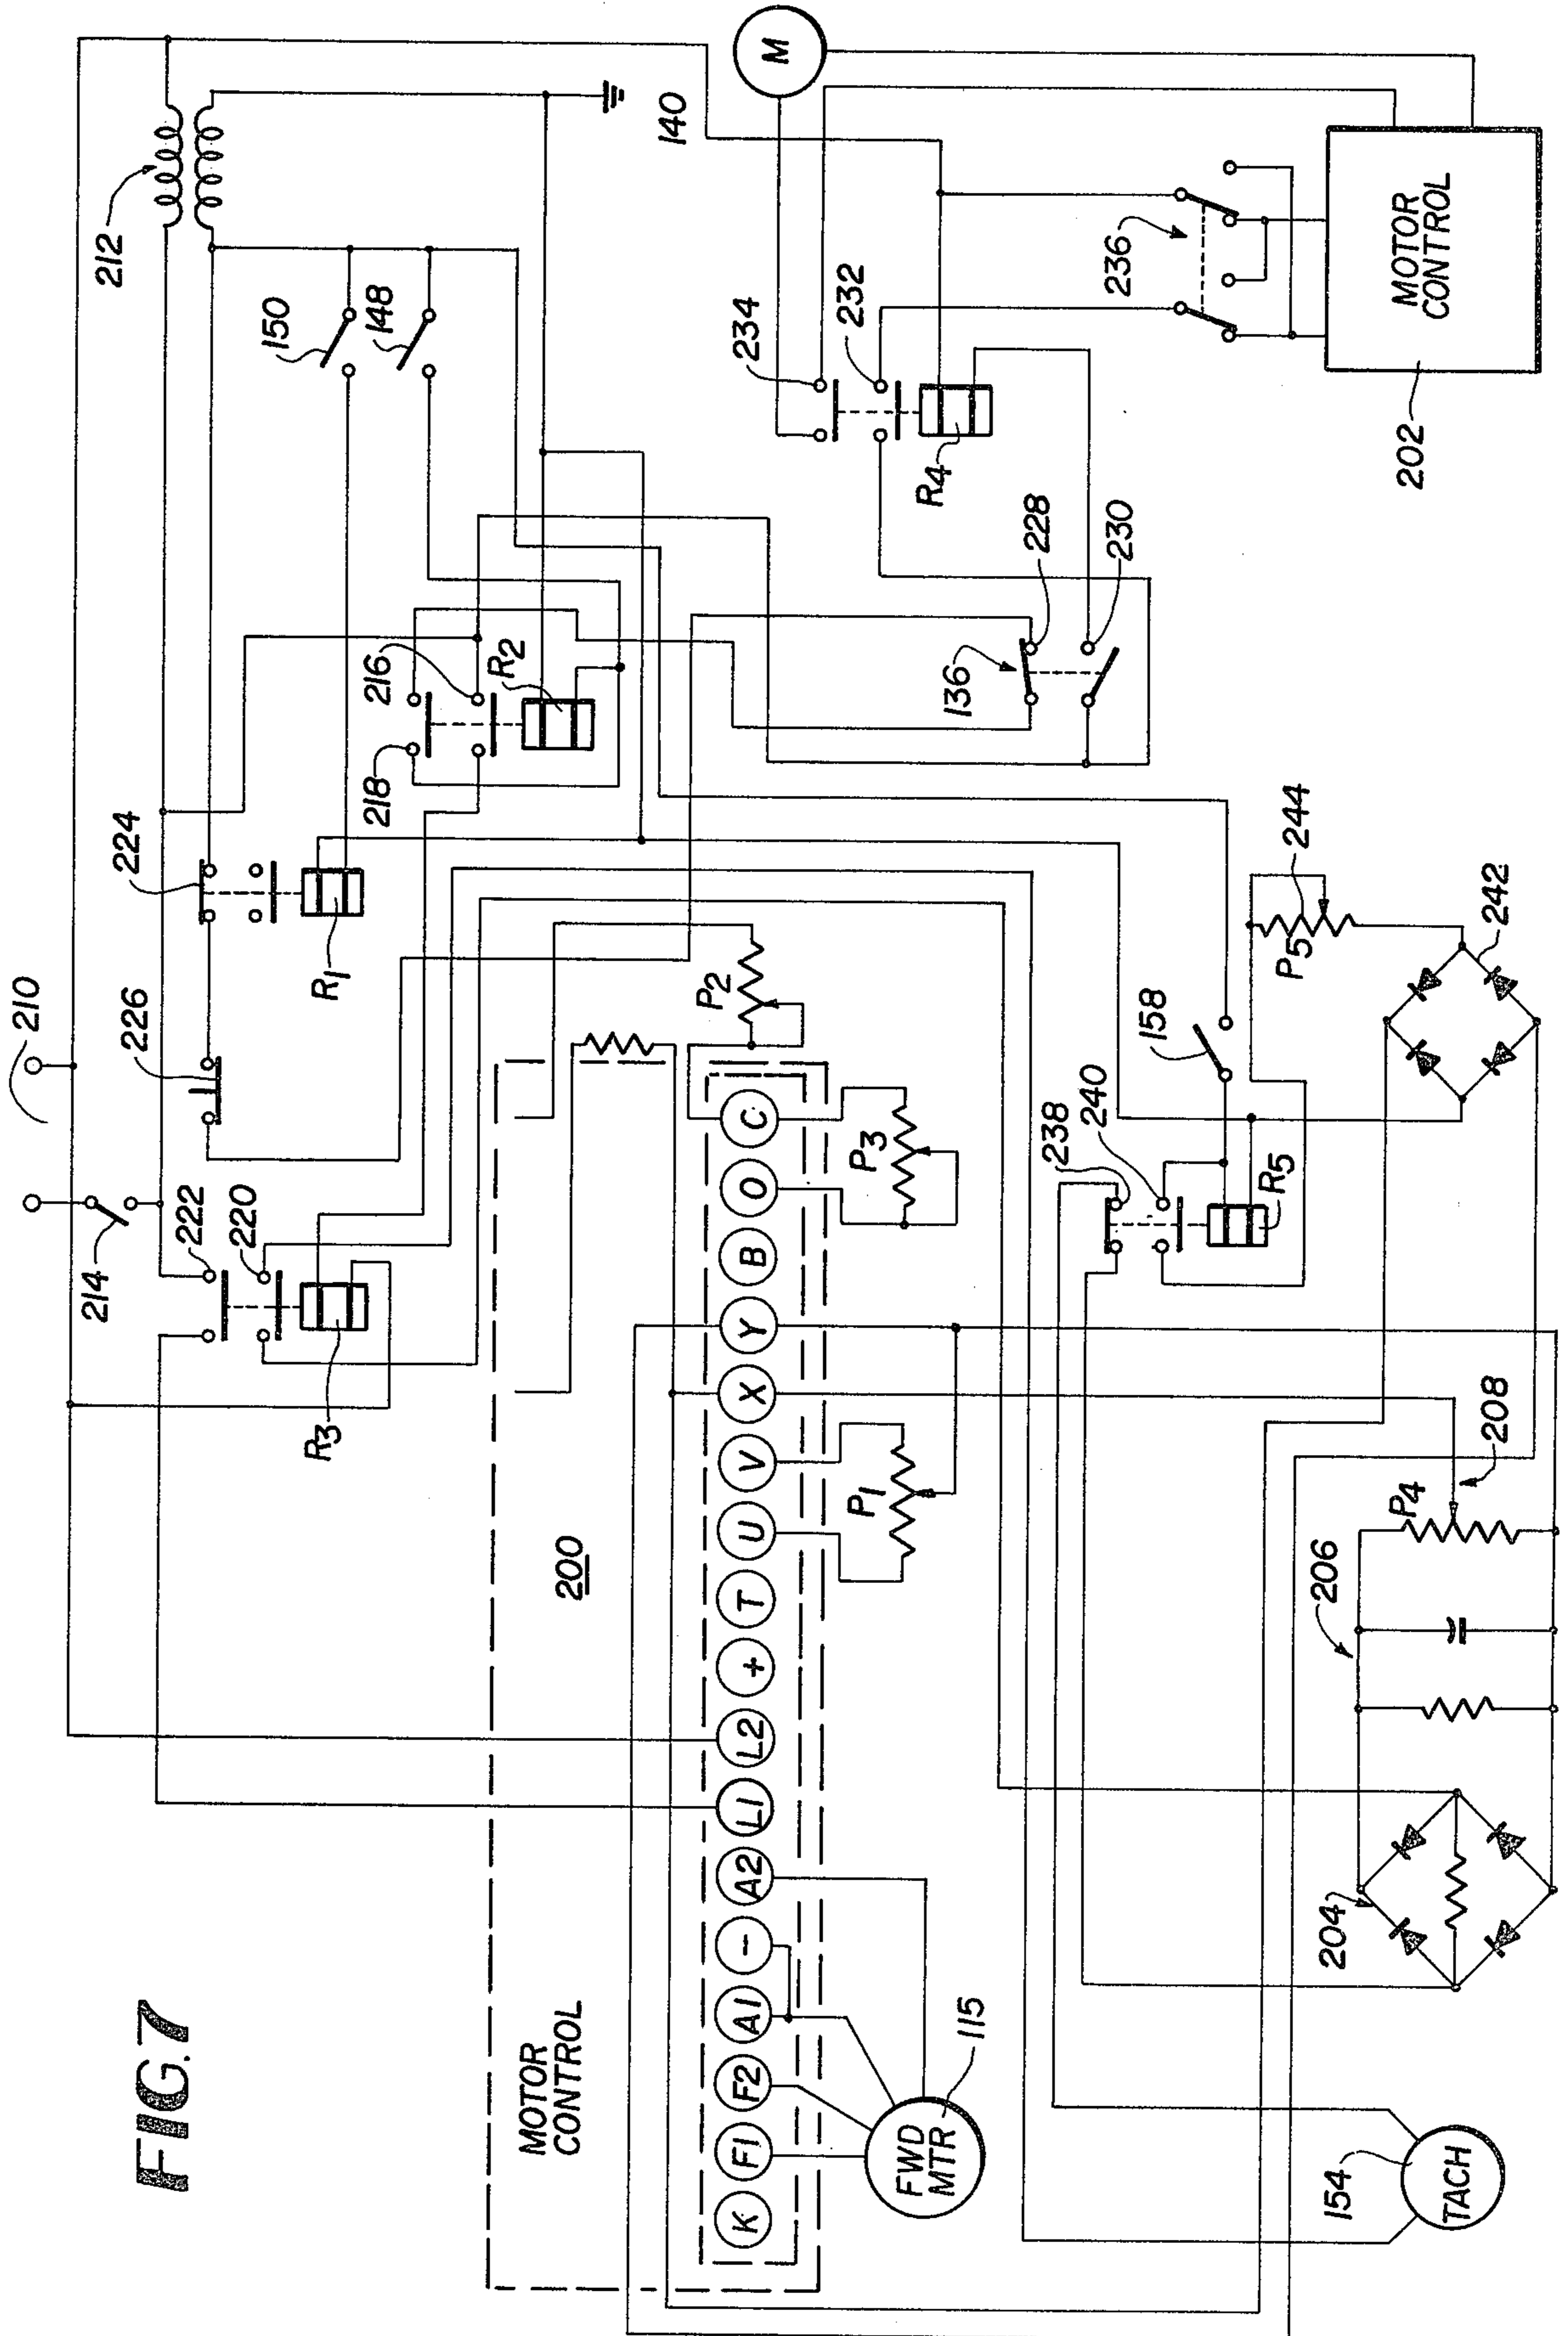 FIG.7
210
212
214
222
220
R3
226
224
R1
150
148
218
216
R2
140
M
234
232
R4
236
MOTOR
CONTROL
202
136
228
230
MOTOR
CONTROL
200
P2
K
F1
F2
A1
-
A2
L1
L2
+
T
U
V
X
Y
B
O
C
P1
P3
FWD
MTR
115
158
238
240
R5
P5
244
242
154
TACH
204
206
P4
208